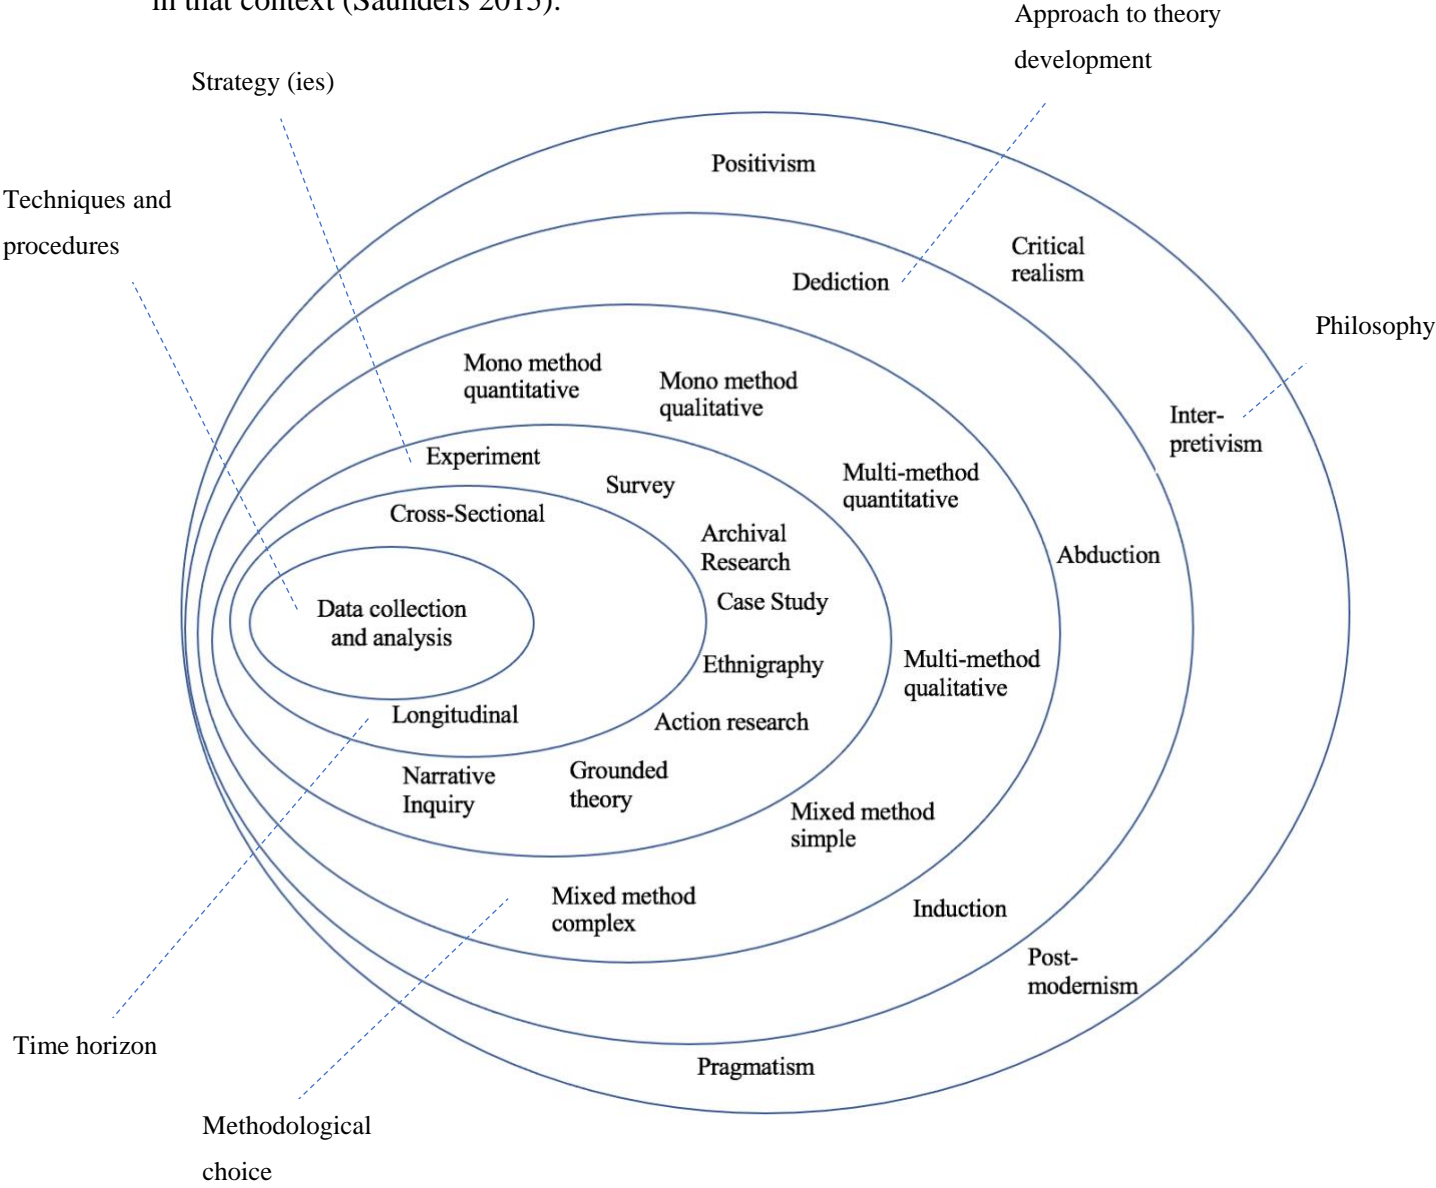 in that context (Saunders 2015).
Approach to theory
development
Strategy (ies)
Positivism
Techniques and
procedures
Critical
realism
Dediction
Philosophy
Mono method
quantitative
Mono method
qualitative
Inter-
pretivism
Experiment
Survey
Multi-method
quantitative
Cross-Sectional
Archival
Research
Abduction
Case Study
Data collection
and analysis
Ethnigraphy
Multi-method
qualitative
Longitudinal
Action research
Narrative
Inquiry
Grounded
theory
Mixed method
simple
Mixed method
complex
Induction
Post-
modernism
Time horizon
Pragmatism
Methodological
choice